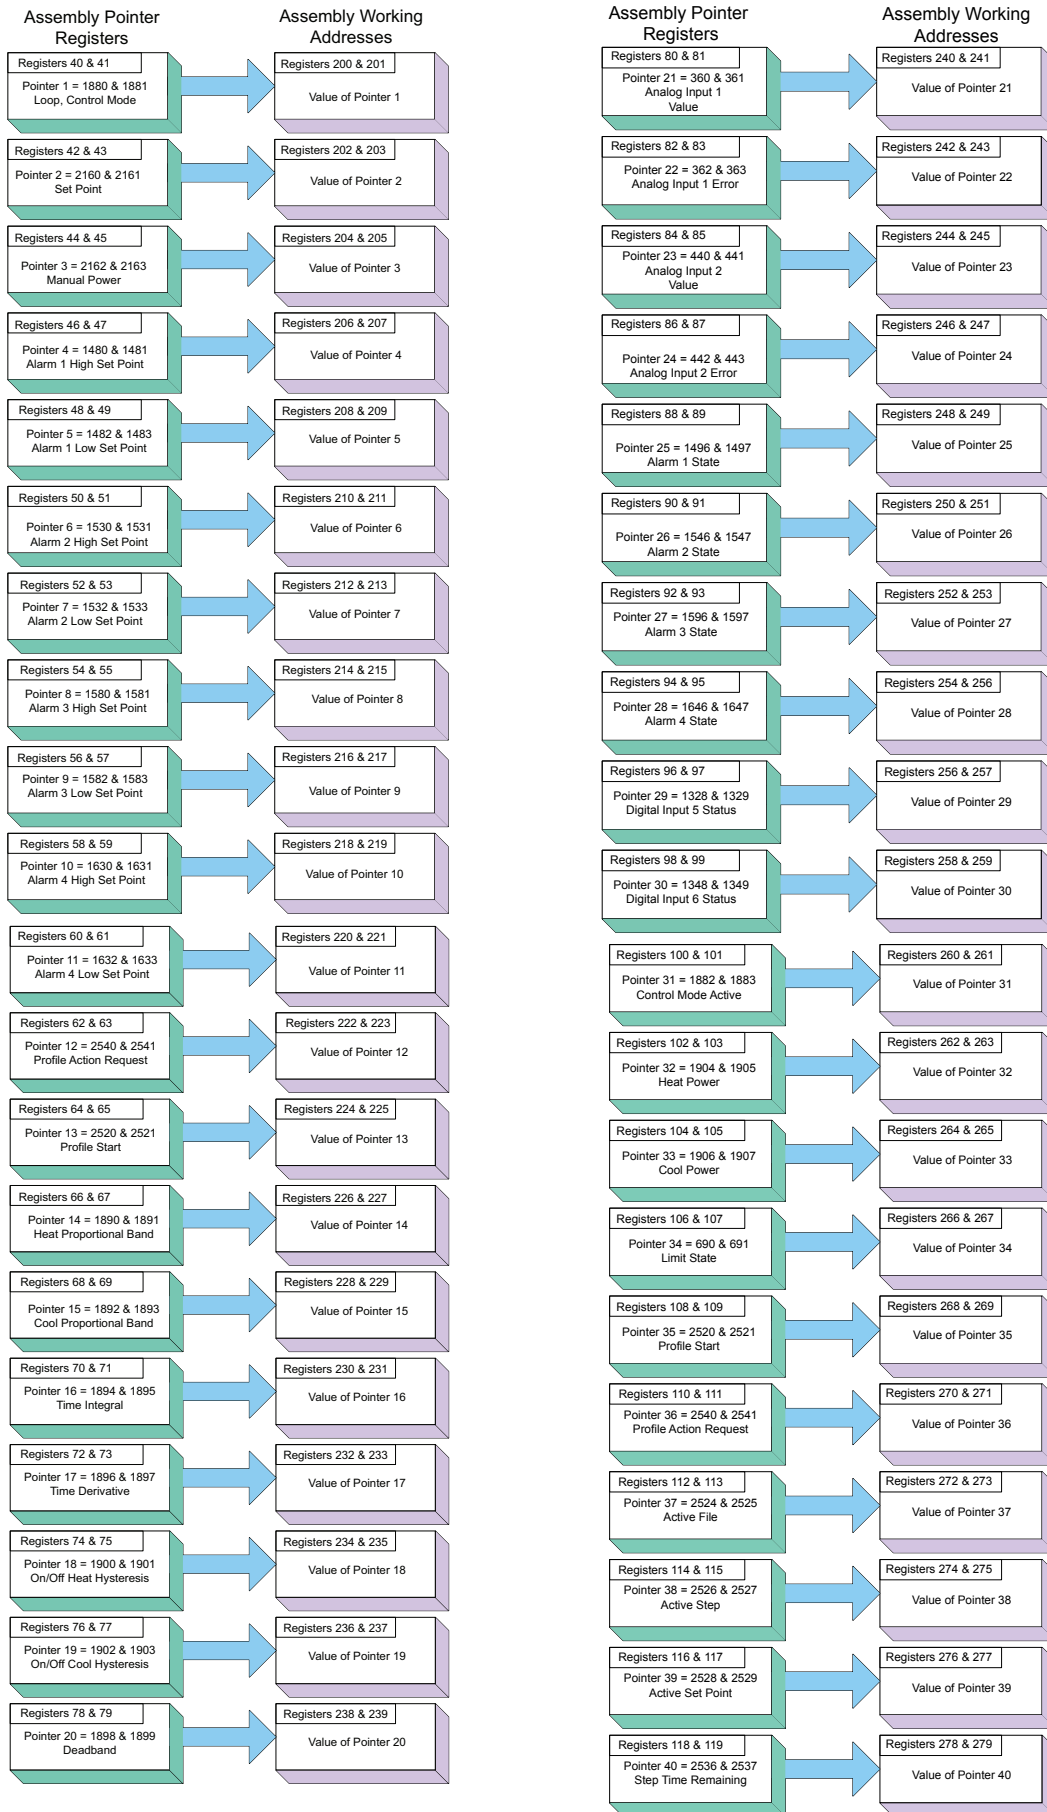 Assembly Pointer
Registers
Assembly Working
Addresses
Registers 40 & 41
Pointer 1 = 1880 & 1881
Loop, Control Mode
Registers 200 & 201
Value of Pointer 1
Registers 42 & 43
Pointer 2 = 2160 & 2161
Set Point
Registers 202 & 203
Value of Pointer 2
Registers 44 & 45
Pointer 3 = 2162 & 2163
Manual Power
Registers 204 & 205
Value of Pointer 3
Registers 46 & 47
Pointer 4 = 1480 & 1481
Alarm 1 High Set Point
Registers 206 & 207
Value of Pointer 4
Registers 48 & 49
Pointer 5 = 1482 & 1483
Alarm 1 Low Set Point
Registers 208 & 209
Value of Pointer 5
Registers 50 & 51
Pointer 6 = 1530 & 1531
Alarm 2 High Set Point
Registers 210 & 211
Value of Pointer 6
Registers 52 & 53
Pointer 7 = 1532 & 1533
Alarm 2 Low Set Point
Registers 212 & 213
Value of Pointer 7
Registers 54 & 55
Pointer 8 = 1580 & 1581
Alarm 3 High Set Point
Registers 214 & 215
Value of Pointer 8
Registers 56 & 57
Pointer 9 = 1582 & 1583
Alarm 3 Low Set Point
Registers 216 & 217
Value of Pointer 9
Registers 58 & 59
Pointer 10 = 1630 & 1631
Alarm 4 High Set Point
Registers 218 & 219
Value of Pointer 10
Registers 60 & 61
Pointer 11 = 1632 & 1633
Alarm 4 Low Set Point
Registers 220 & 221
Value of Pointer 11
Registers 62 & 63
Pointer 12 = 2540 & 2541
Profile Action Request
Registers 222 & 223
Value of Pointer 12
Registers 64 & 65
Pointer 13 = 2520 & 2521
Profile Start
Registers 224 & 225
Value of Pointer 13
Registers 66 & 67
Pointer 14 = 1890 & 1891
Heat Proportional Band
Registers 226 & 227
Value of Pointer 14
Registers 68 & 69
Pointer 15 = 1892 & 1893
Cool Proportional Band
Registers 228 & 229
Value of Pointer 15
Registers 70 & 71
Pointer 16 = 1894 & 1895
Time Integral
Registers 230 & 231
Value of Pointer 16
Registers 72 & 73
Pointer 17 = 1896 & 1897
Time Derivative
Registers 232 & 233
Value of Pointer 17
Registers 74 & 75
Pointer 18 = 1900 & 1901
On/Off Heat Hysteresis
Registers 234 & 235
Value of Pointer 18
Registers 76 & 77
Pointer 19 = 1902 & 1903
On/Off Cool Hysteresis
Registers 236 & 237
Value of Pointer 19
Registers 78 & 79
Pointer 20 = 1898 & 1899
Deadband
Registers 238 & 239
Value of Pointer 20
Assembly Pointer
Registers
Assembly Working
Addresses
Registers 80 & 81
Pointer 21 = 360 & 361
Analog Input 1
Value
Registers 240 & 241
Value of Pointer 21
Registers 82 & 83
Pointer 22 = 362 & 363
Analog Input 1 Error
Registers 242 & 243
Value of Pointer 22
Registers 84 & 85
Pointer 23 = 440 & 441
Analog Input 2
Value
Registers 244 & 245
Value of Pointer 23
Registers 86 & 87
Pointer 24 = 442 & 443
Analog Input 2 Error
Registers 246 & 247
Value of Pointer 24
Registers 88 & 89
Pointer 25 = 1496 & 1497
Alarm 1 State
Registers 248 & 249
Value of Pointer 25
Registers 90 & 91
Pointer 26 = 1546 & 1547
Alarm 2 State
Registers 250 & 251
Value of Pointer 26
Registers 92 & 93
Pointer 27 = 1596 & 1597
Alarm 3 State
Registers 252 & 253
Value of Pointer 27
Registers 94 & 95
Pointer 28 = 1646 & 1647
Alarm 4 State
Registers 254 & 256
Value of Pointer 28
Registers 96 & 97
Pointer 29 = 1328 & 1329
Digital Input 5 Status
Registers 256 & 257
Value of Pointer 29
Registers 98 & 99
Pointer 30 = 1348 & 1349
Digital Input 6 Status
Registers 258 & 259
Value of Pointer 30
Registers 100 & 101
Pointer 31 = 1882 & 1883
Control Mode Active
Registers 260 & 261
Value of Pointer 31
Registers 102 & 103
Pointer 32 = 1904 & 1905
Heat Power
Registers 262 & 263
Value of Pointer 32
Registers 104 & 105
Pointer 33 = 1906 & 1907
Cool Power
Registers 264 & 265
Value of Pointer 33
Registers 106 & 107
Pointer 34 = 690 & 691
Limit State
Registers 266 & 267
Value of Pointer 34
Registers 108 & 109
Pointer 35 = 2520 & 2521
Profile Start
Registers 268 & 269
Value of Pointer 35
Registers 110 & 111
Pointer 36 = 2540 & 2541
Profile Action Request
Registers 270 & 271
Value of Pointer 36
Registers 112 & 113
Pointer 37 = 2524 & 2525
Active File
Registers 272 & 273
Value of Pointer 37
Registers 114 & 115
Pointer 38 = 2526 & 2527
Active Step
Registers 274 & 275
Value of Pointer 38
Registers 116 & 117
Pointer 39 = 2528 & 2529
Active Set Point
Registers 276 & 277
Value of Pointer 39
Registers 118 & 119
Pointer 40 = 2536 & 2537
Step Time Remaining
Registers 278 & 279
Value of Pointer 40